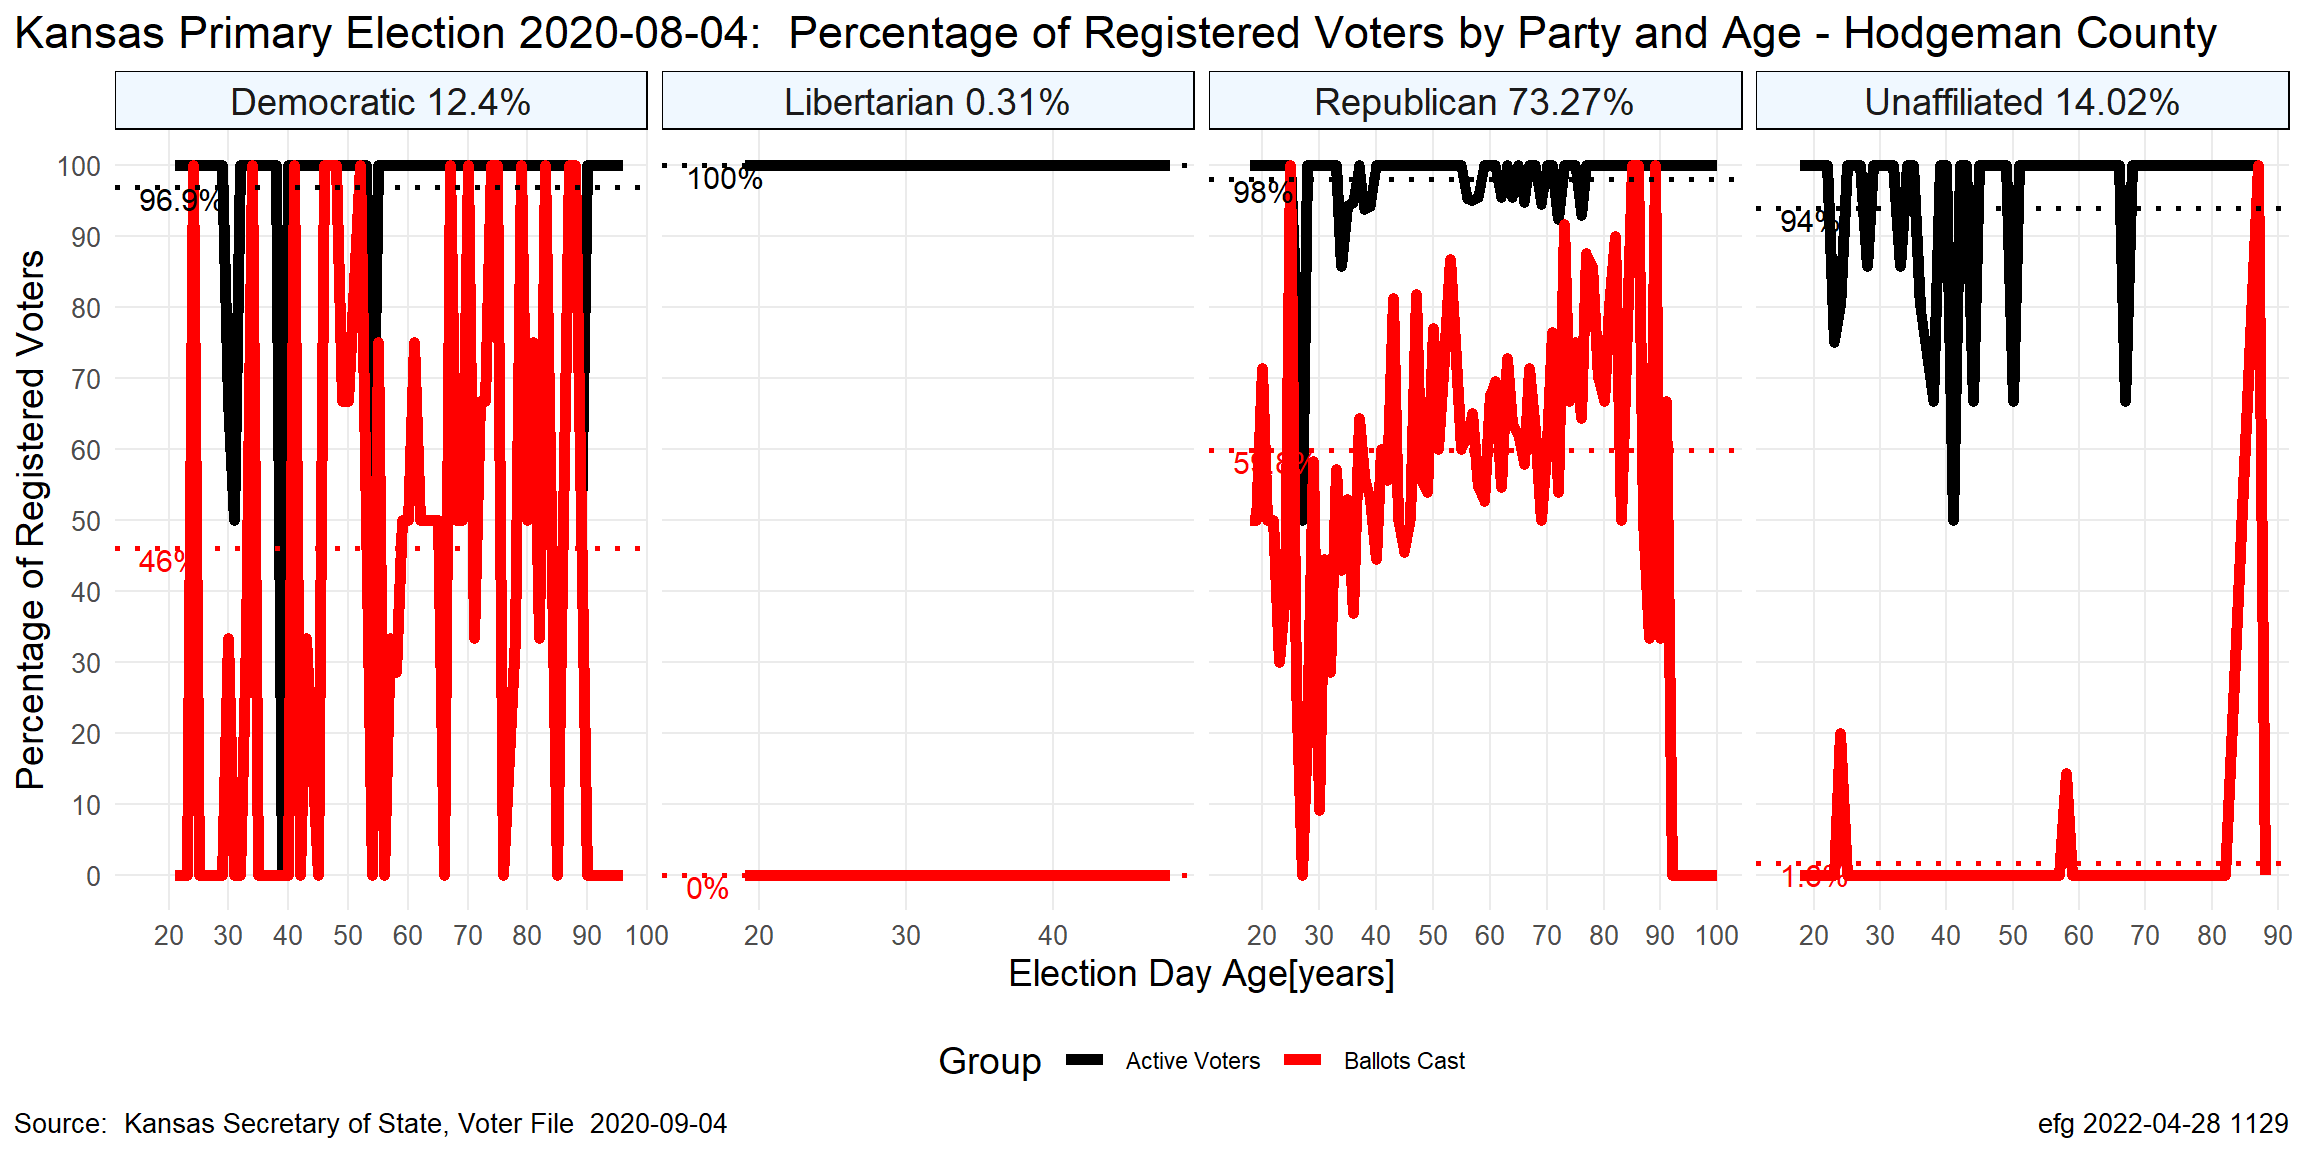 Kansas Primary Election 2020-08-04:  Percentage of Registered Voters by Party and Age - Hodgeman County
Democratic 12.4%
Libertarian 0.31%
Republican 73.27%
Unaffiliated 14.02%
Percentage of Registered Voters
100
90
80
70
60
50
40
30
20
10
0
96.9%
46%
100%
0%
98%
59.8%
94%
1.6%
20 30 40 50 60 70 80 90 100
20 30 40
20 30 40 50 60 70 80 90 100
20 30 40 50 60 70 80 90
Election Day Age[years]
Group Active Voters Ballots Cast
Source:  Kansas Secretary of State, Voter File  2020-09-04
efg 2022-04-28 1129